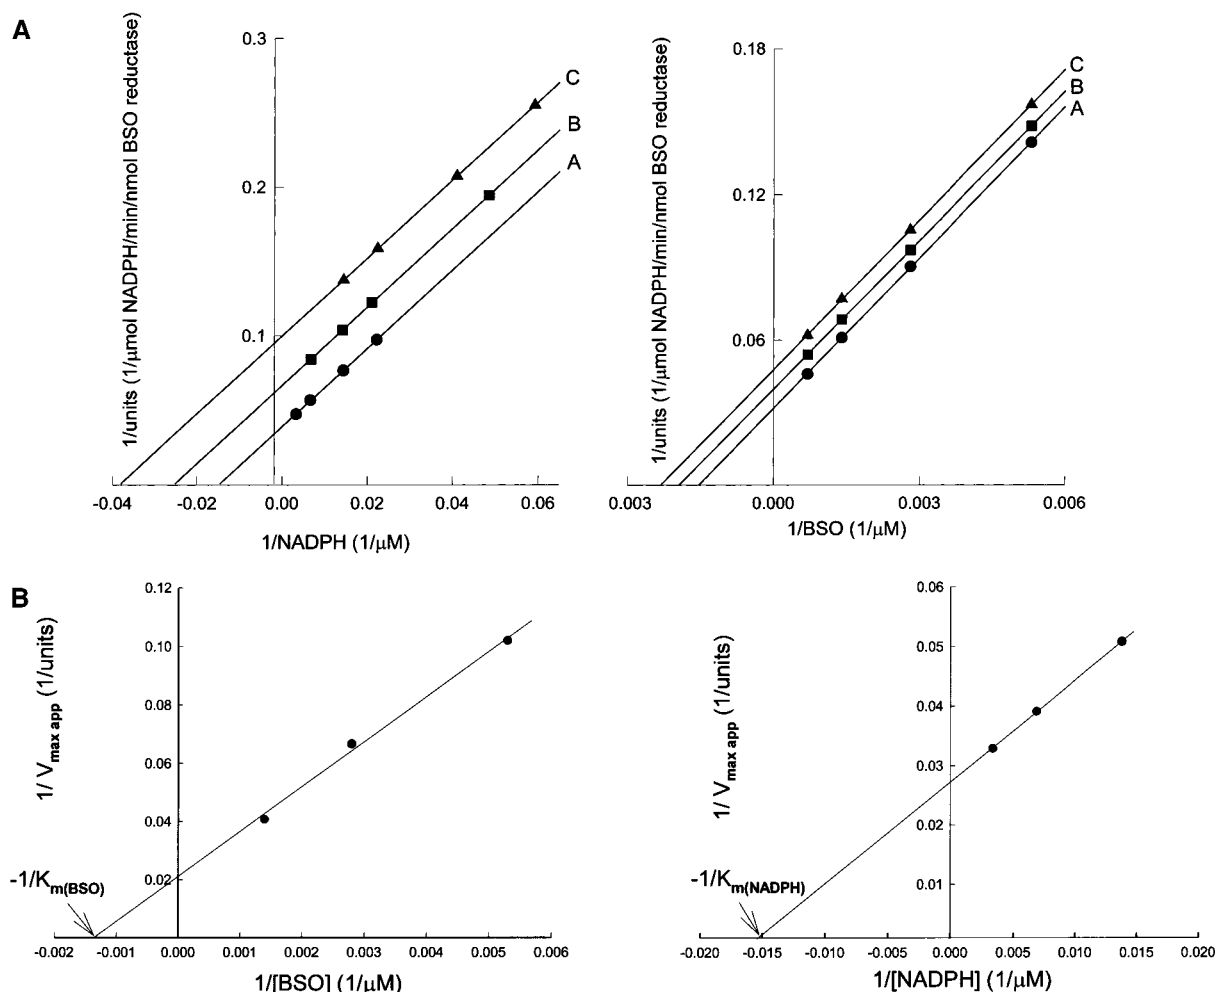 A
1/units (1/μmol NADPH/min/nmol BSO reductase)
0.3
0.2
0.1
C
B
A
-0.04
-0.02
0.00
0.02
0.04
0.06
1/NADPH (1/μM)
1/units (1/μmol NADPH/min/nmol BSO reductase)
0.18
0.12
0.06
C
B
A
0.003
0.000
0.003
0.006
1/BSO (1/μM)
B
1/ Vmax app (1/units)
0.12
0.10
0.08
0.06
0.04
0.02
-1/Km(BSO)
-0.002
-0.001
0.000
0.001
0.002
0.003
0.004
0.005
0.006
1/[BSO] (1/μM)
1/ Vmax app (1/units)
0.06
0.05
0.04
0.03
0.02
0.01
-1/Km(NADPH)
-0.020
-0.015
-0.010
-0.005
0.000
0.005
0.010
0.015
0.020
1/[NADPH] (1/μM)